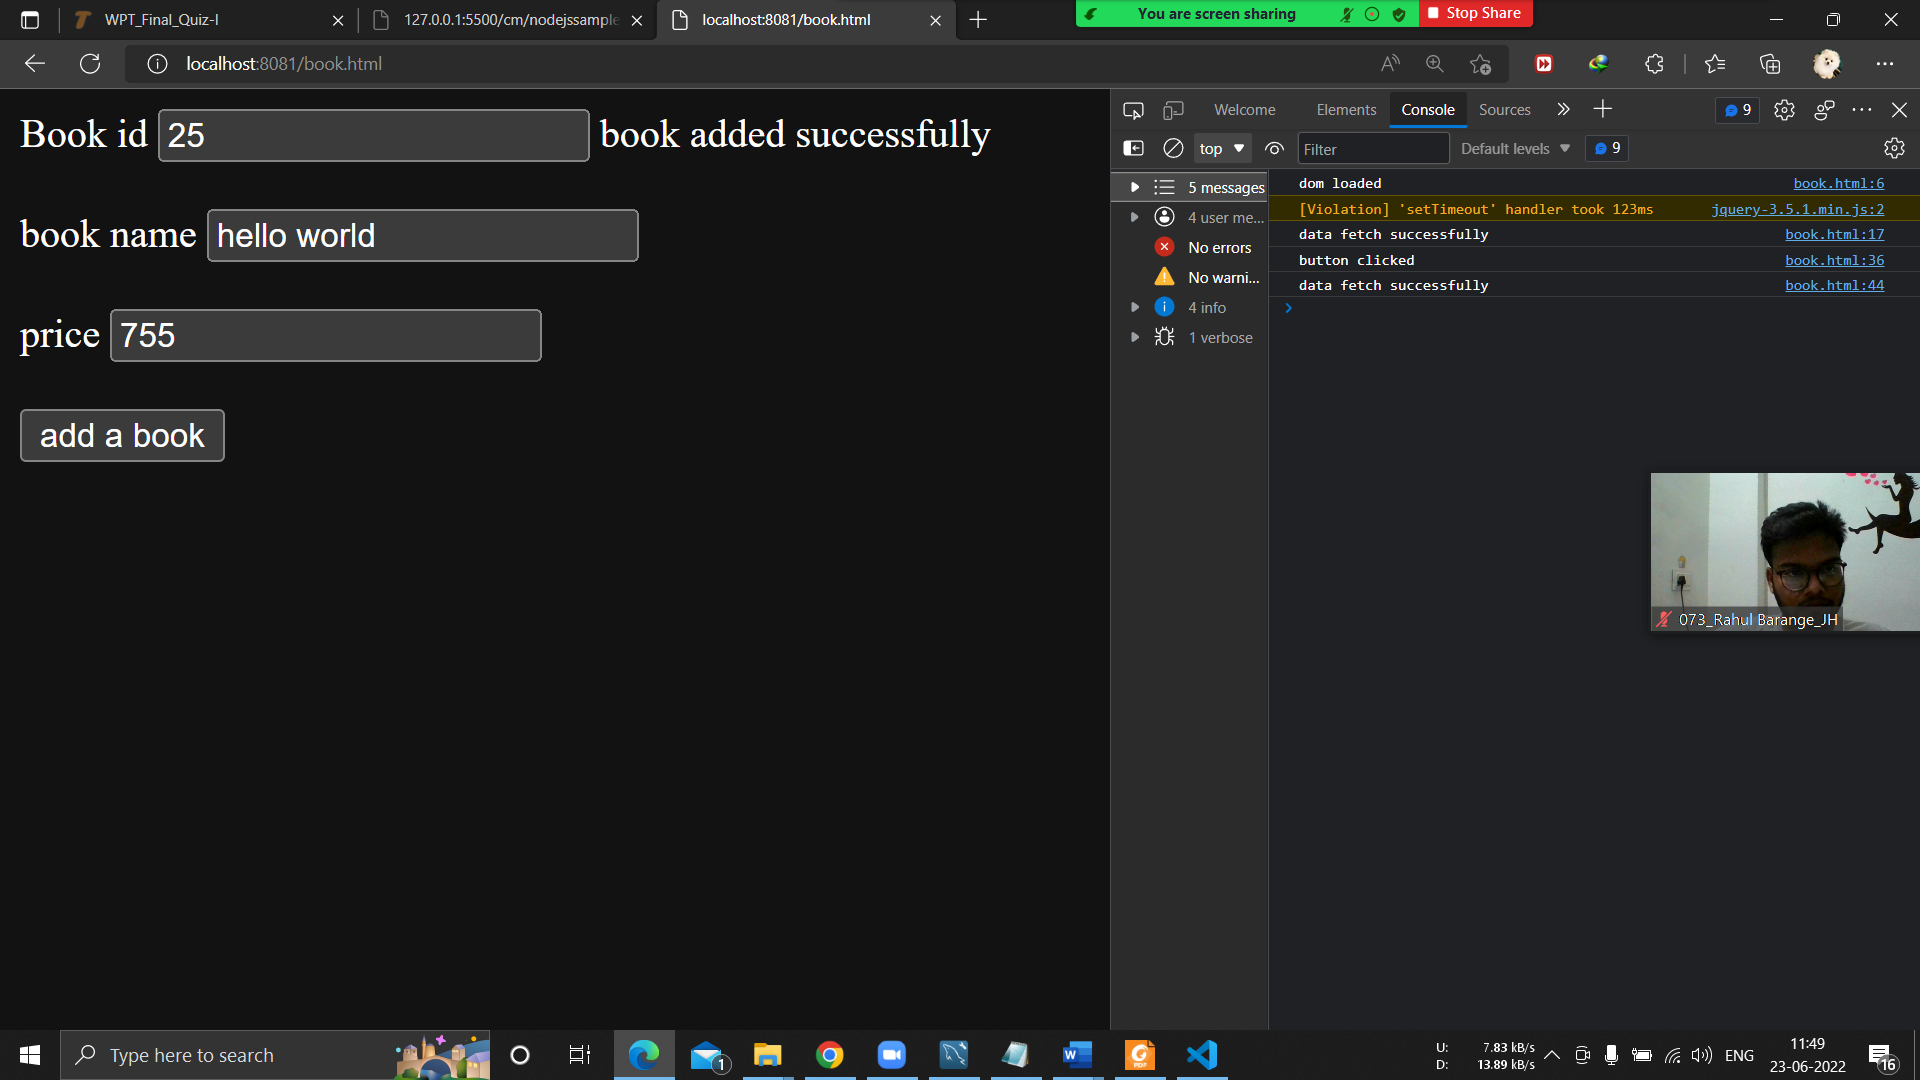 WPT_Final_Quiz-I
127.0.0.1:5500/cm/nodejssample
localhost:8081/book.html
You are screen sharing
Stop Share
localhost:8081/book.html
Book id 25 book added successfully
book name hello world
price 755
add a book
Welcome Elements Console Sources 9
top Filter Default levels 9
5 messages
4 user me...
No errors
No warni...
4 info
1 verbose
dom loaded book.html:6
[Violation] 'setTimeout' handler took 123ms jquery-3.5.1.min.js:2
data fetch successfully book.html:17
button clicked book.html:36
data fetch successfully book.html:44
073_Rahul Barange_JH
Type here to search
1
W
PDF
U: 7.83 kB/s
D: 13.89 kB/s
ENG
11:49
23-06-2022
16